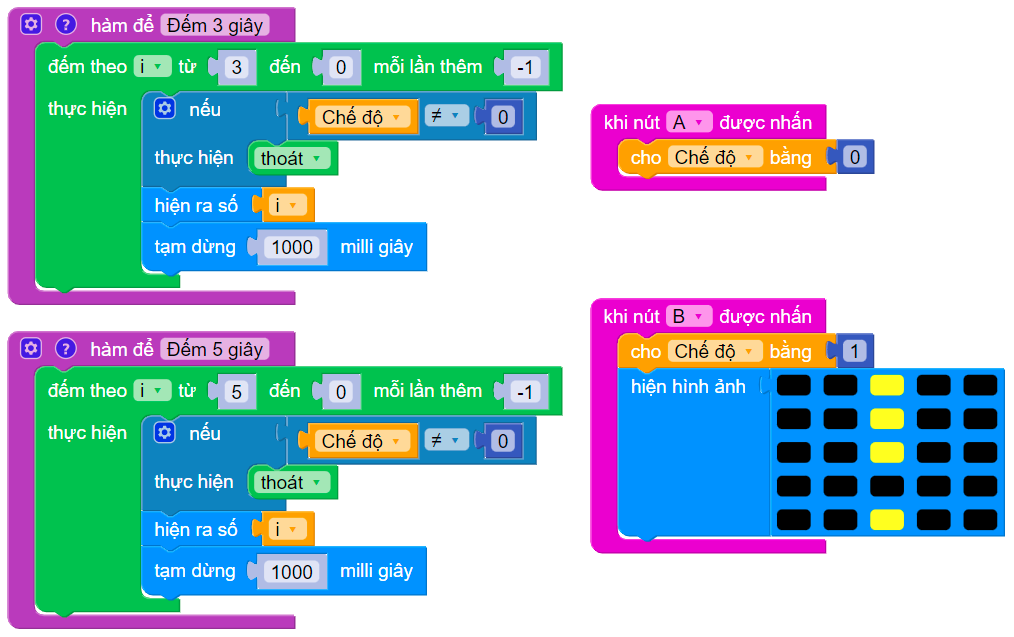 ? hàm để Đếm 3 giây
đếm theo i từ 3 đến 0 mỗi lần thêm -1
thực hiện nếu Chế độ ≠ 0
thực hiện thoát
hiện ra số i
tạm dừng 1000 milli giây
? hàm để Đếm 5 giây
đếm theo i từ 5 đến 0 mỗi lần thêm -1
thực hiện nếu Chế độ ≠ 0
thực hiện thoát
hiện ra số i
tạm dừng 1000 milli giây
khi nút A được nhấn
cho Chế độ bằng 0
khi nút B được nhấn
cho Chế độ bằng 1
hiện hình ảnh